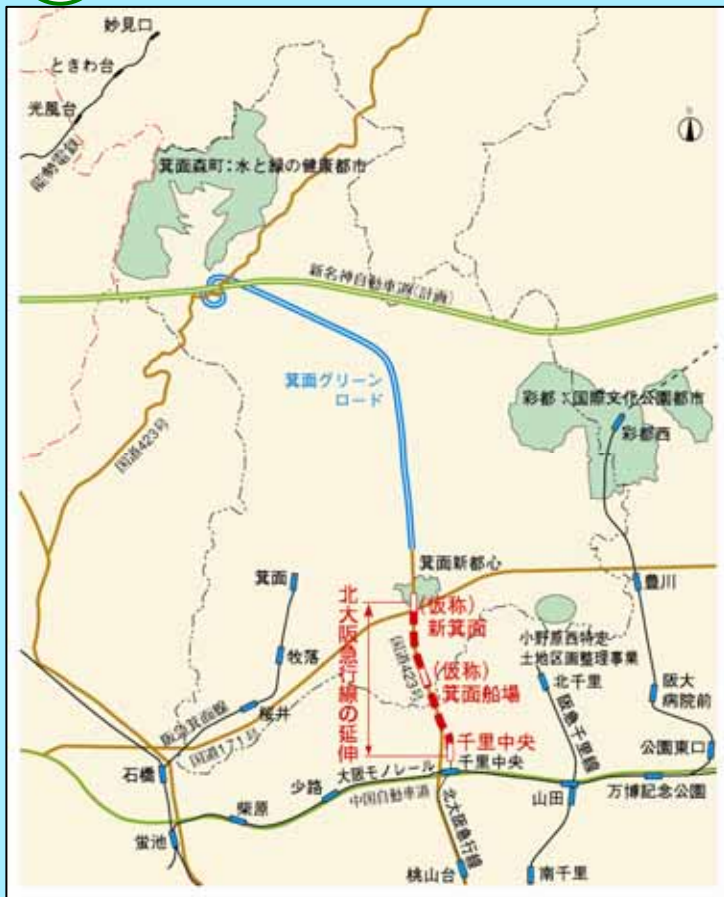 妙見口
ときわ台
光風台
能勢電鉄
箕面森町：水と緑の健康都市
新名神自動車道(計画)
箕面グリーン
ロード
彩都：国際文化公園都市
彩都西
国道423号
箕面新都心
箕面
豊川
(仮称)
新箕面
北大阪急行線の延伸
国道423号
小野原西特定
土地区画整理事業
牧落
(仮称)
箕面船場
北千里
阪大
病院前
阪急箕面線
桜井
阪急千里線
国道171号
千里中央
公園東口
石橋
大阪モノレール
千里中央
少路
中国自動車道
万博記念公園
柴原
山田
北大阪急行線
蛍池
桃山台
南千里